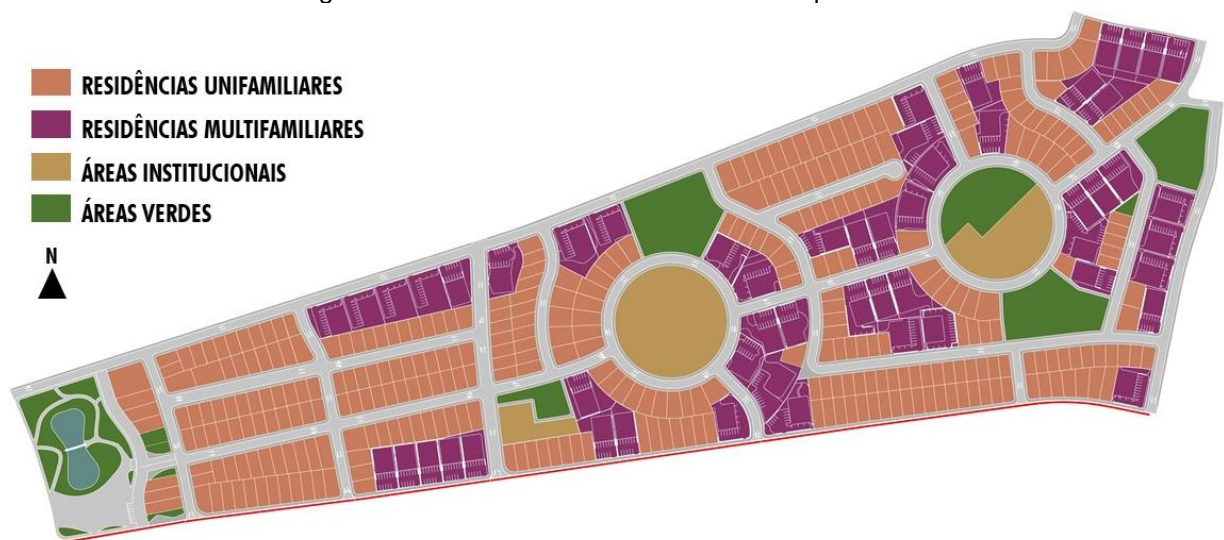 RESIDÊNCIAS UNIFAMILIARES
RESIDÊNCIAS MULTIFAMILIARES
ÁREAS INSTITUCIONAIS
ÁREAS VERDES
N